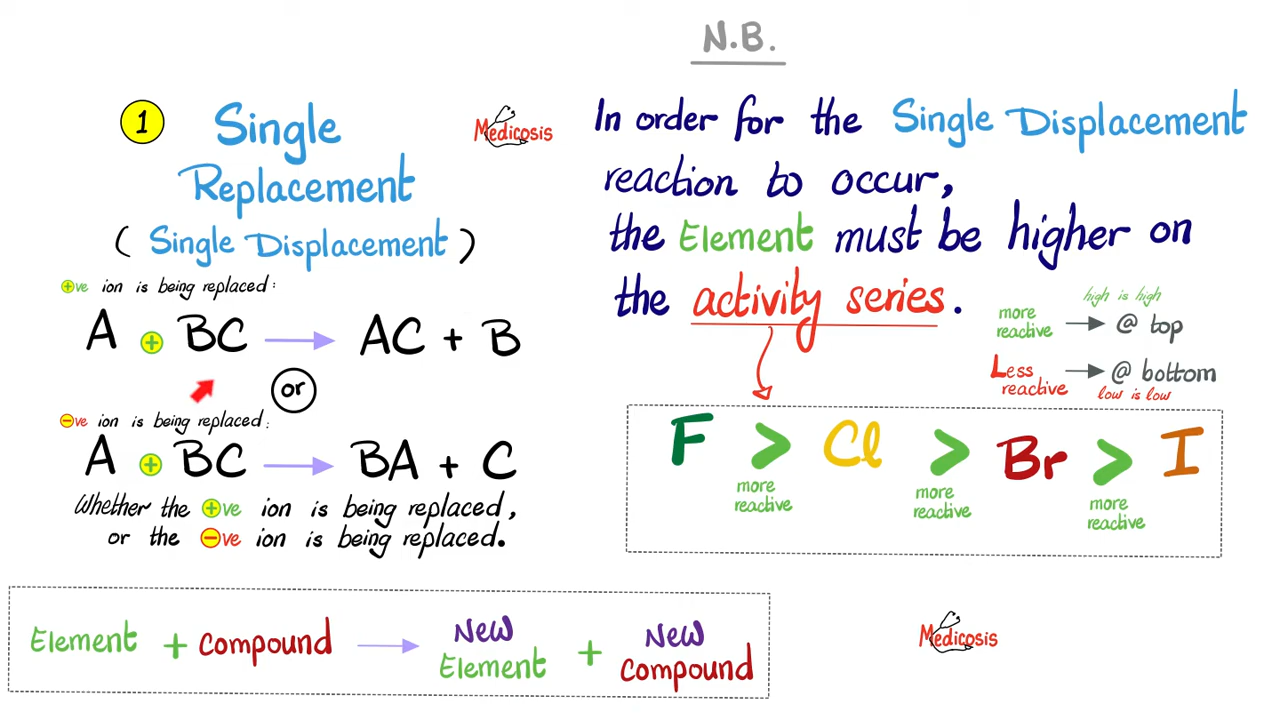 N.B.
1
Single
Replacement
(Single Displacement)
Medicosis
+ve ion is being replaced:
A + BC → AC + B
or
-ve ion is being replaced:
A + BC → BA + C
Whether the +ve ion is being replaced,
or the -ve ion is being replaced.
In order for the Single Displacement
reaction to occur,
the Element must be higher on
the activity series.
high is high
more reactive → @ top
Less reactive → @ bottom
low is low
F > Cl > Br > I
more reactive
more reactive
more reactive
Element + Compound → New Element + New Compound
Medicosis